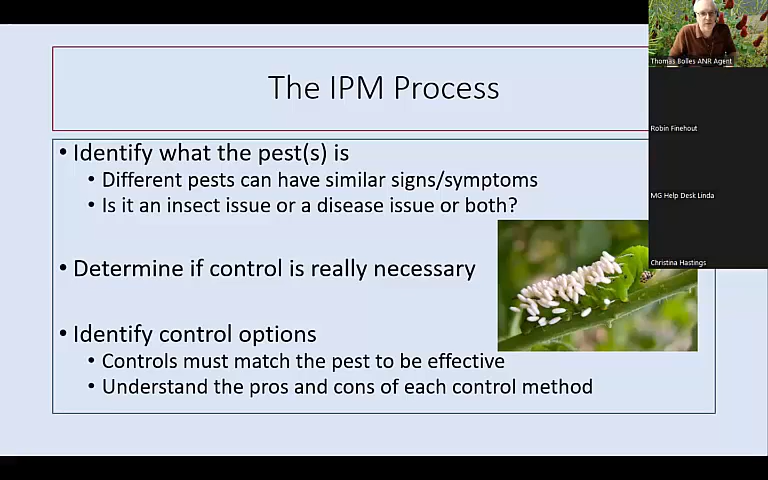 The IPM Process
• Identify what the pest(s) is
• Different pests can have similar signs/symptoms
• Is it an insect issue or a disease issue or both?
• Determine if control is really necessary
• Identify control options
• Controls must match the pest to be effective
• Understand the pros and cons of each control method
Thomas Bolles ANR Agent
Robin Finehout
MG Help Desk Linda
Christina Hastings